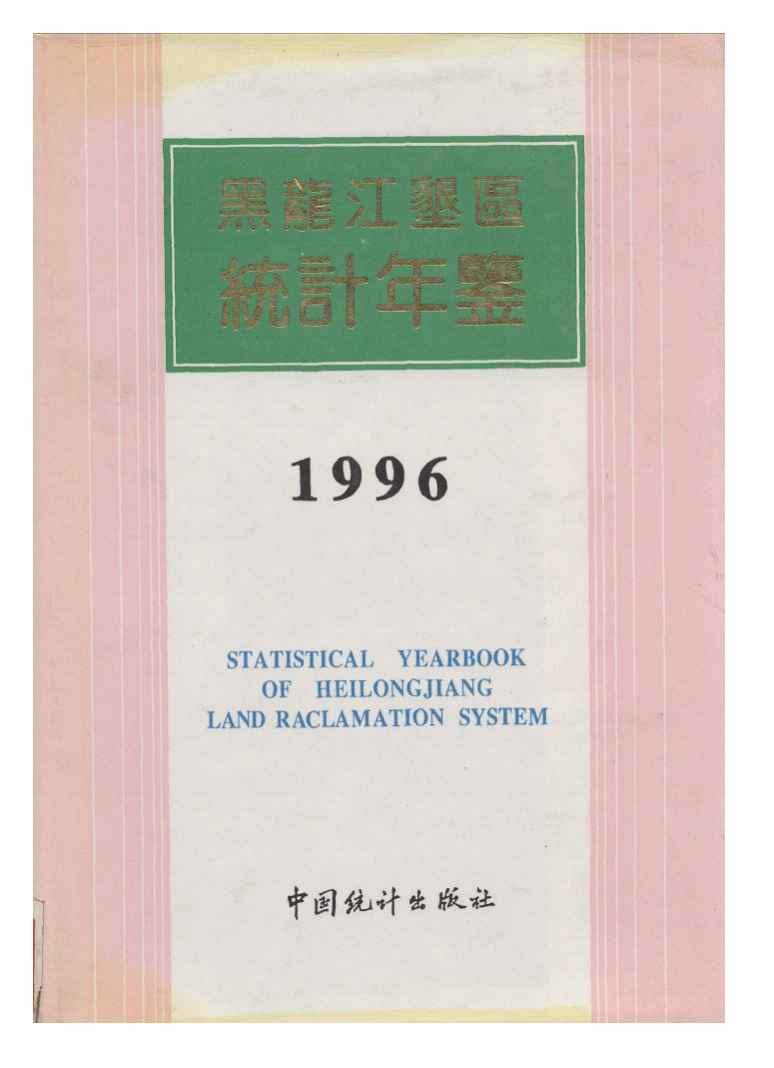 黑龍江墾區
統計年鑒
1996
STATISTICAL YEARBOOK
OF HEILONGJIANG
LAND RACLAMATION SYSTEM
中国统计出版社